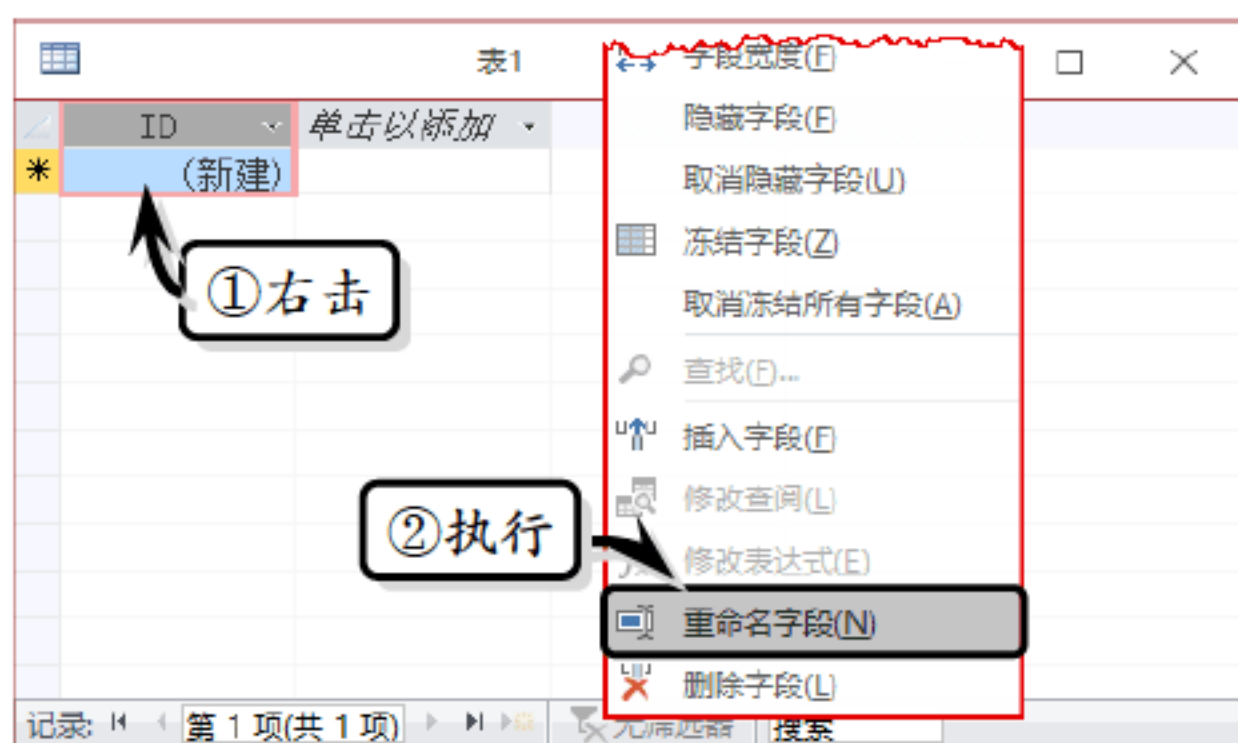 表1
ID
单击以添加
(新建)
①右击
②执行
字段宽度(F)
隐藏字段(F)
取消隐藏字段(U)
冻结字段(Z)
取消冻结所有字段(A)
查找(F)...
插入字段(F)
修改查阅(L)
修改表达式(E)
重命名字段(N)
删除字段(L)
记录: 第 1 项(共 1 项) 无筛选器 搜索